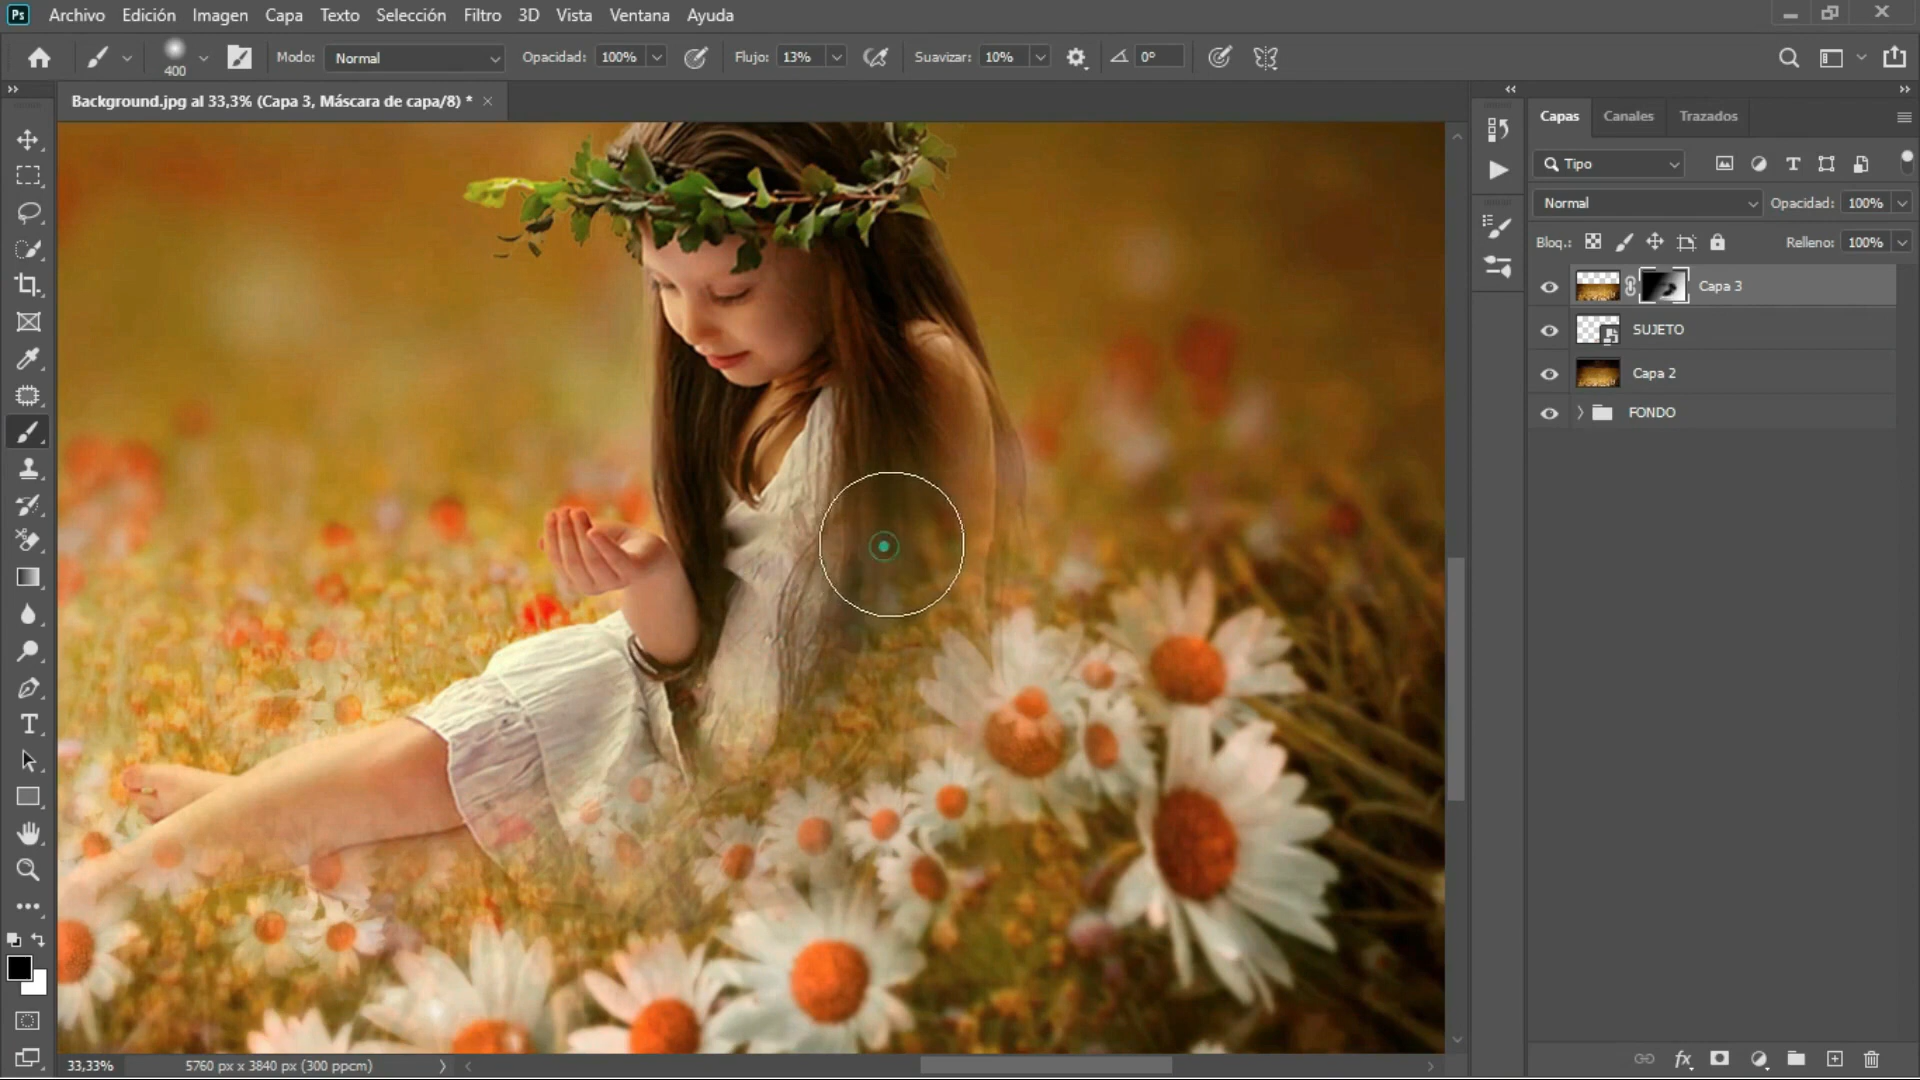 Ps Archivo Edición Imagen Capa Texto Selección Filtro 3D Vista Ventana Ayuda
400 Modo: Normal Opacidad: 100% Flujo: 13% Suavizar: 10% 0°
Background.jpg al 33,3% (Capa 3, Máscara de capa/8) *
Capas Canales Trazados
Tipo
Normal Opacidad: 100%
Bloq.: Relleno: 100%
Capa 3
SUJETO
Capa 2
FONDO
33,33% 5760 px x 3840 px (300 ppcm)